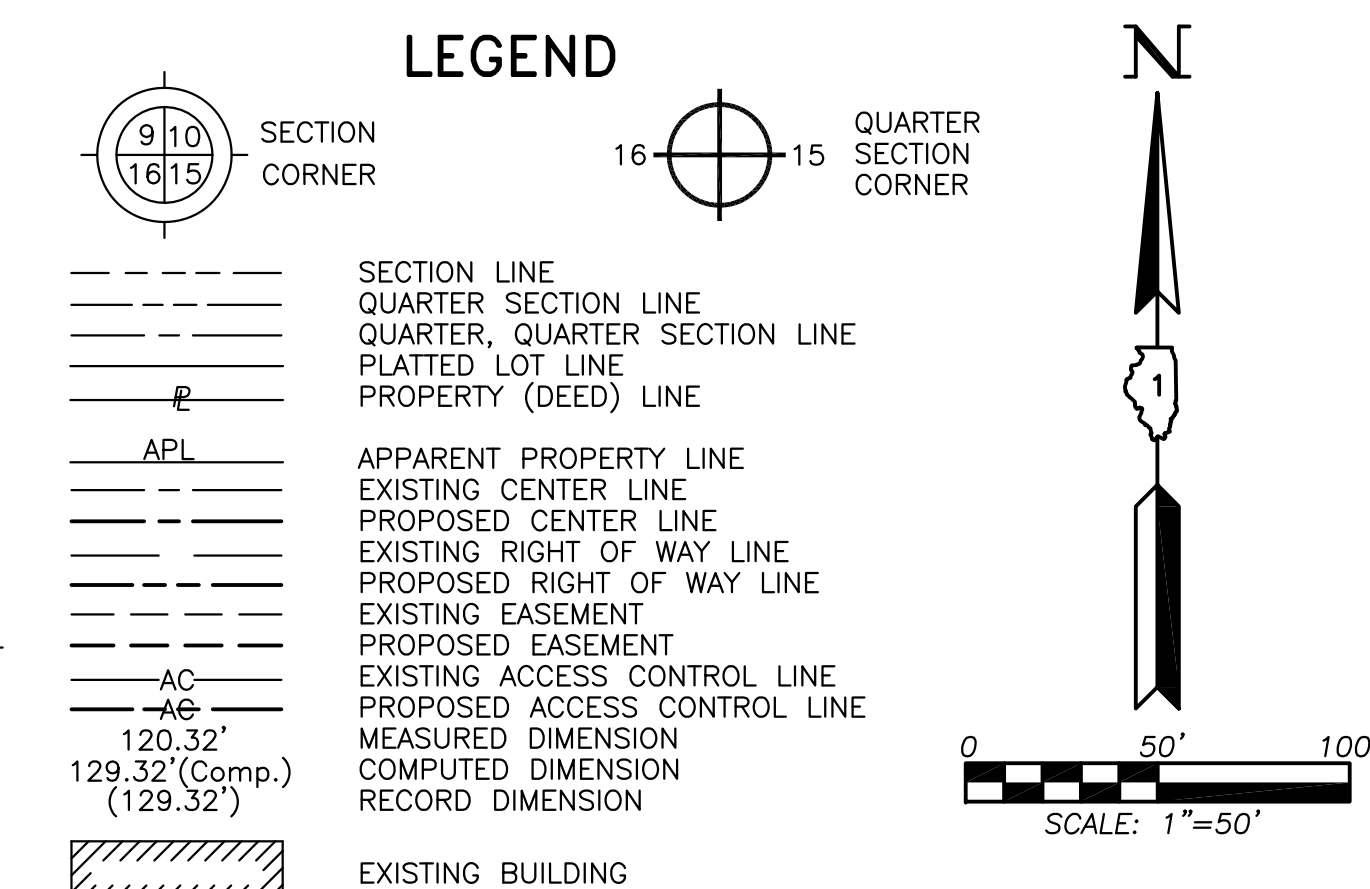 LEGEND
N
9 10
16 15
SECTION
CORNER
16 15
QUARTER
SECTION
CORNER
SECTION LINE
QUARTER SECTION LINE
QUARTER, QUARTER SECTION LINE
PLATTED LOT LINE
PL PROPERTY (DEED) LINE
APL APPARENT PROPERTY LINE
EXISTING CENTER LINE
PROPOSED CENTER LINE
EXISTING RIGHT OF WAY LINE
PROPOSED RIGHT OF WAY LINE
EXISTING EASEMENT
PROPOSED EASEMENT
AC EXISTING ACCESS CONTROL LINE
AC PROPOSED ACCESS CONTROL LINE
120.32' MEASURED DIMENSION
129.32'(Comp.) COMPUTED DIMENSION
(129.32') RECORD DIMENSION
EXISTING BUILDING
1
0 50' 100
SCALE: 1"=50'